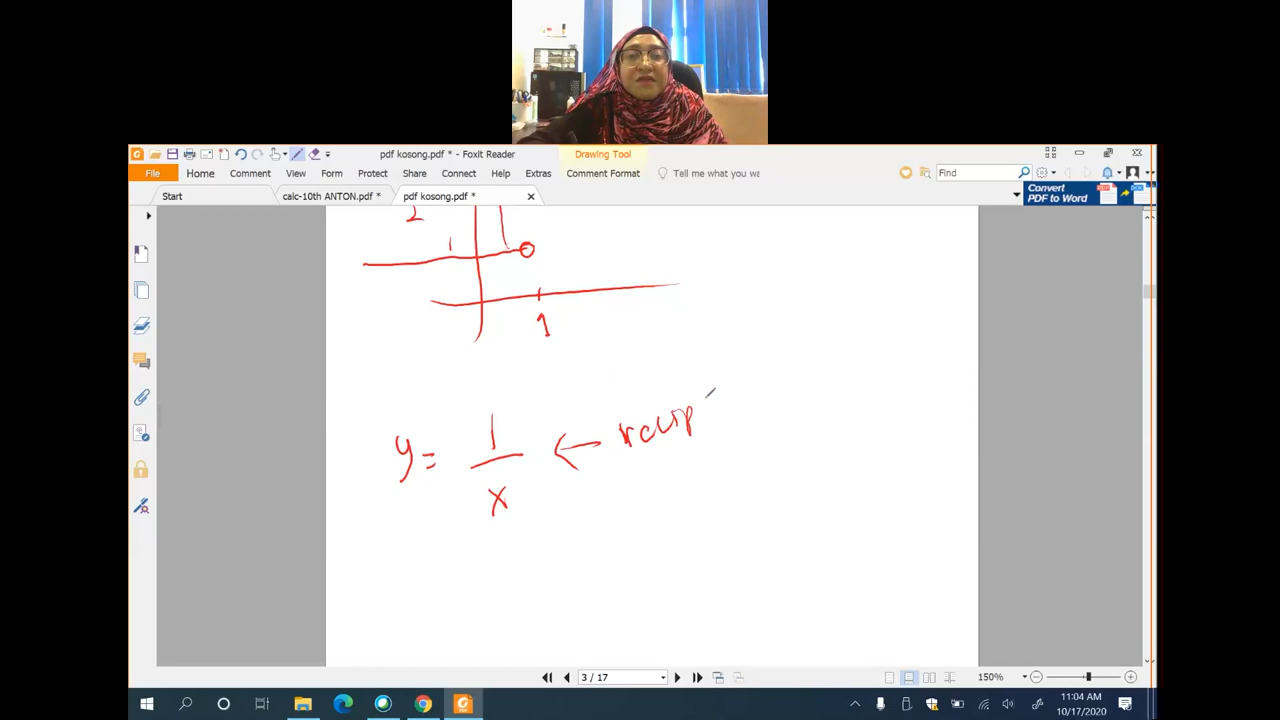 pdf kosong.pdf * - Foxit Reader
Drawing Tool
File Home Comment View Form Protect Share Connect Help Extras Comment Format Tell me what you wa
Find
Start calc-10th ANTON.pdf * pdf kosong.pdf *
Convert
PDF to Word
2
1
1
y = 1
x
← recip
3 / 17
150%
11:04 AM
10/17/2020